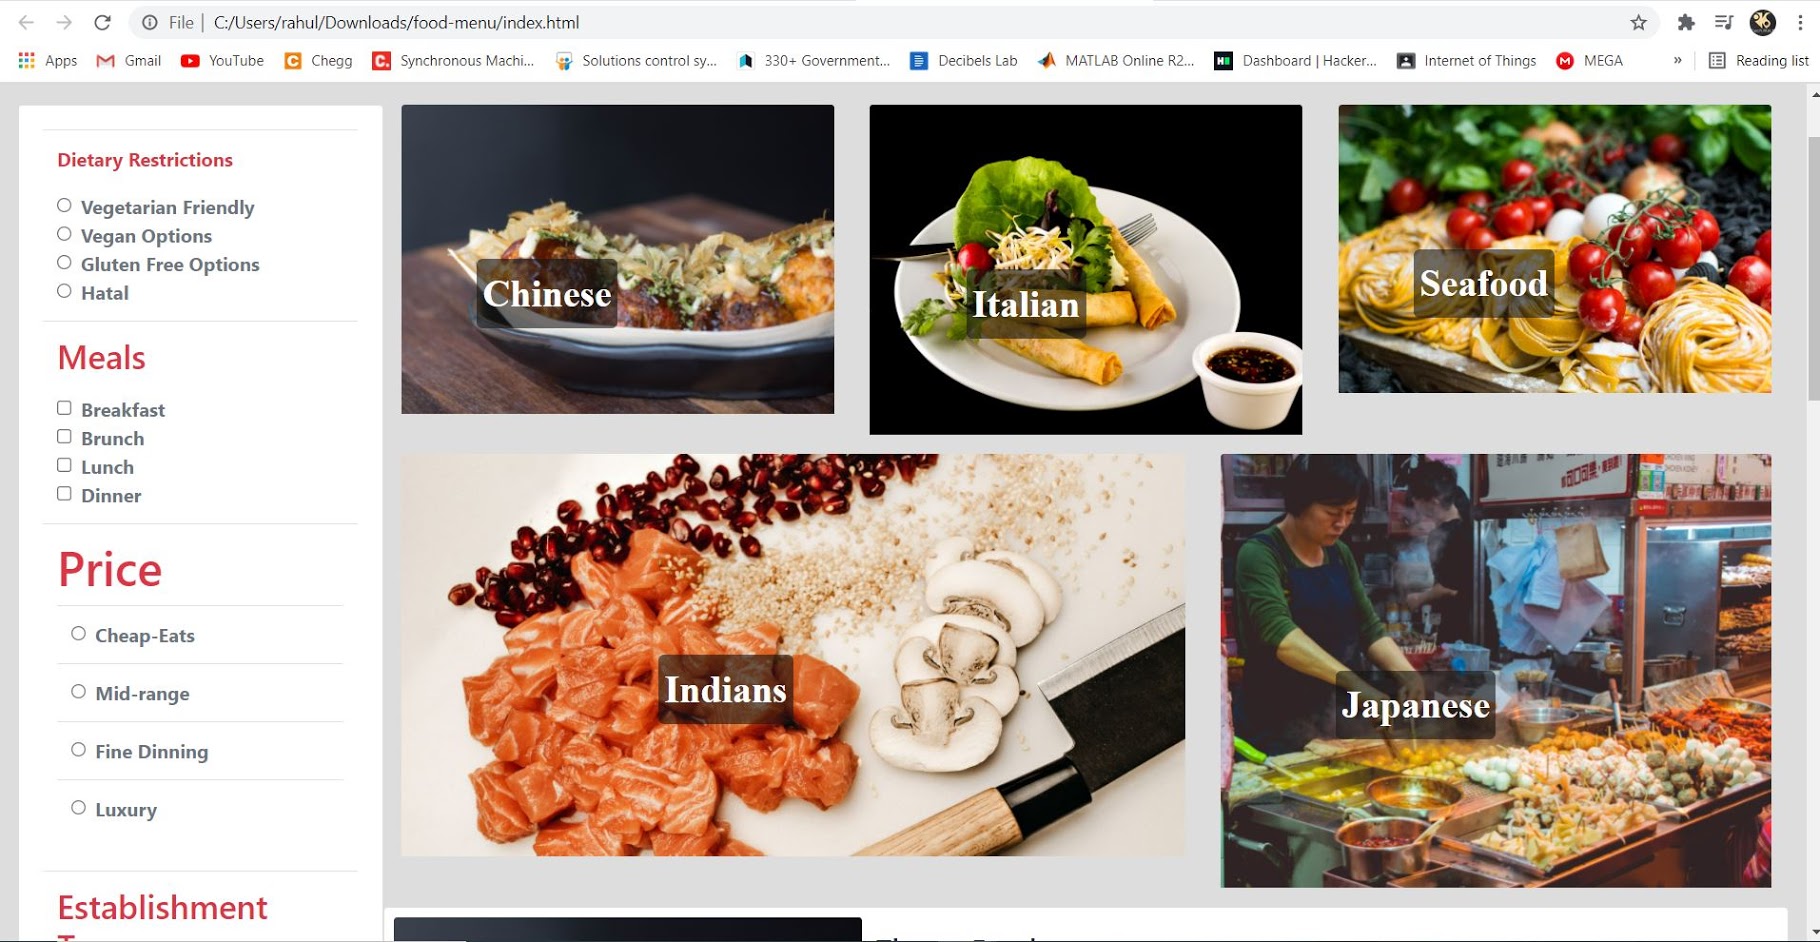 File | C:/Users/rahul/Downloads/food-menu/index.html
Apps Gmail YouTube Chegg Synchronous Machi... Solutions control sy... 330+ Government... Decibels Lab MATLAB Online R2... Dashboard | Hacker... Internet of Things MEGA » Reading list
Dietary Restrictions
Vegetarian Friendly
Vegan Options
Gluten Free Options
Hatal
Meals
Breakfast
Brunch
Lunch
Dinner
Price
Cheap-Eats
Mid-range
Fine Dinning
Luxury
Establishment
Chinese
Italian
Seafood
Indians
Japanese